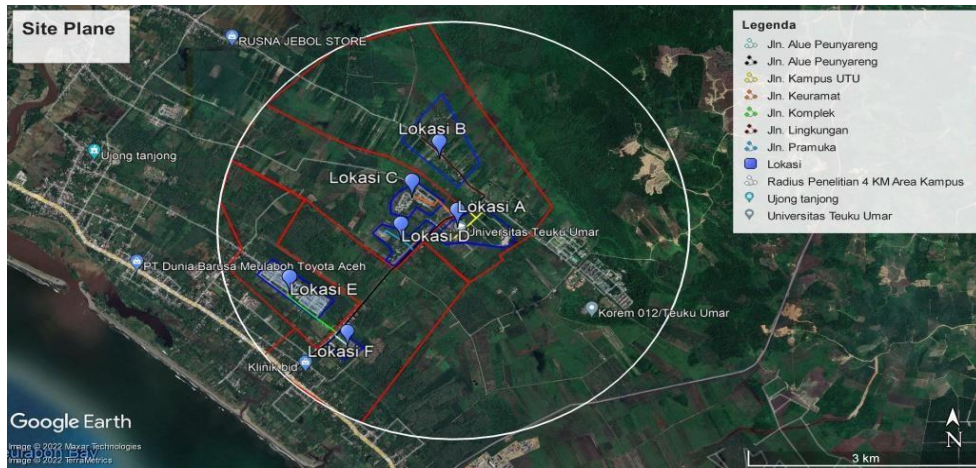 Site Plane
RUSNA JEBOL STORE
Legenda
Jln. Alue Peunyareng
Jln. Alue Peunyareng
Jln. Kampus UTU
Jln. Keuramat
Jln. Komplek
Jln. Lingkungan
Jln. Pramuka
Lokasi
Radius Penelitian 4 KM Area Kampus
Ujong tanjong
Universitas Teuku Umar
Lokasi B
Ujong tanjong
Lokasi C
Lokasi A
Universitas Teuku Umar
Lokasi D
PT Dunia Barusa Meulaboh Toyota Aceh
Lokasi E
Korem 012/Teuku Umar
Lokasi F
Klinik bjd
Google Earth
Image © 2022 Maxar Technologies
Image © 2022 TerraMetrics
N
3 km